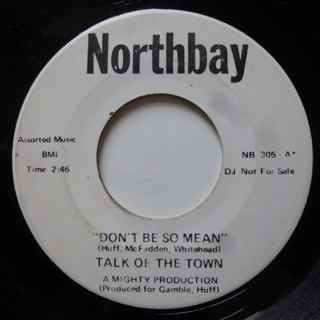 Northbay
Assorted Music
BMI
Time 2:46
NB 305-A*
DJ Not For Sale
"DON'T BE SO MEAN"
(Huff, McFadden, Whitehead)
TALK OF THE TOWN
A MIGHTY PRODUCTION
(Produced for Gamble, Huff)